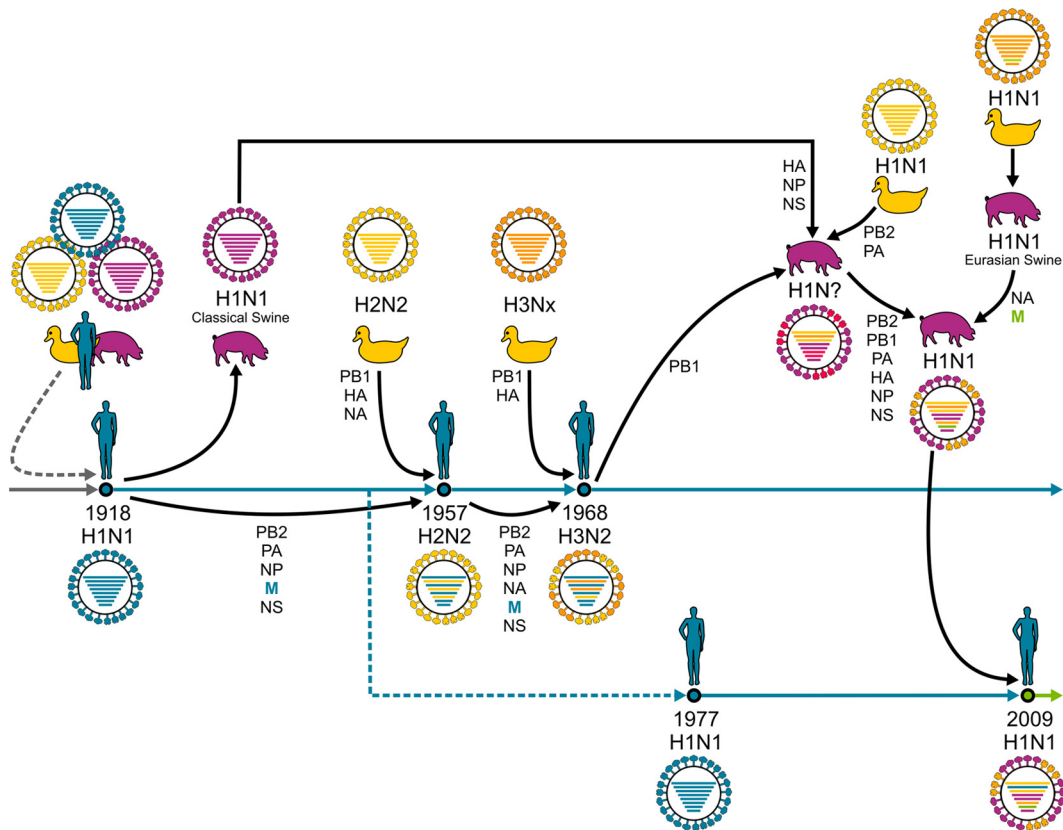 H1N1
H1N1
HA
NP
NS
PB2
PA
H1N1
Eurasian Swine
H1N1
Classical Swine
H2N2
H3Nx
H1N?
NA
M
PB1
HA
NA
PB1
HA
PB1
PB2
PB1
PA
HA
NP
NS
H1N1
1918
H1N1
PB2
PA
NP
M
NS
1957
H2N2
PB2
PA
NP
NA
M
NS
1968
H3N2
1977
H1N1
2009
H1N1